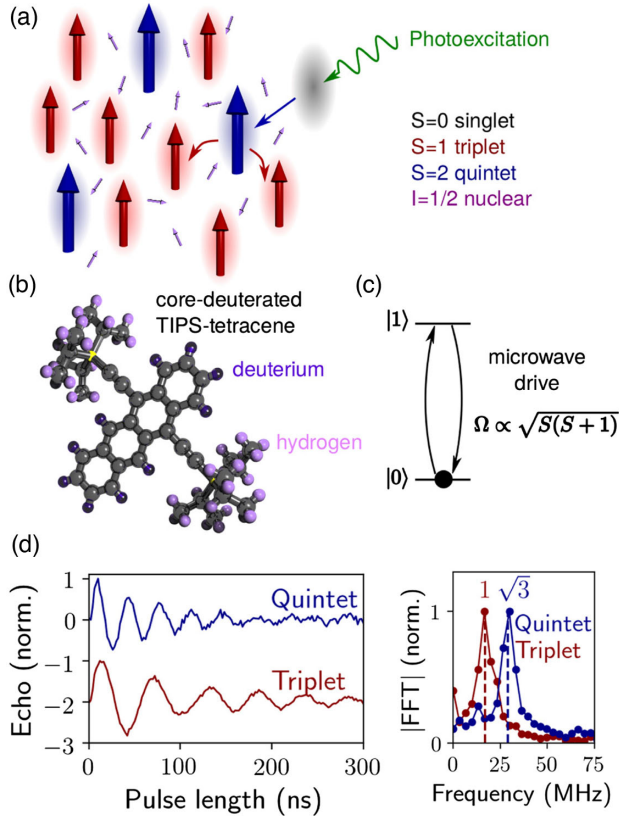 (a)
Photoexcitation
S=0 singlet
S=1 triplet
S=2 quintet
I=1/2 nuclear
(b)
core-deuterated
TIPS-tetracene
deuterium
hydrogen
(c)
|1⟩
microwave
drive
Ω ∝ √S(S+1)
|0⟩
(d)
Echo (norm.)
1
0
−1
−2
−3
Quintet
Triplet
0 100 200 300
Pulse length (ns)
|FFT| (norm.)
1
0
1 √3
Quintet
Triplet
0 25 50 75
Frequency (MHz)